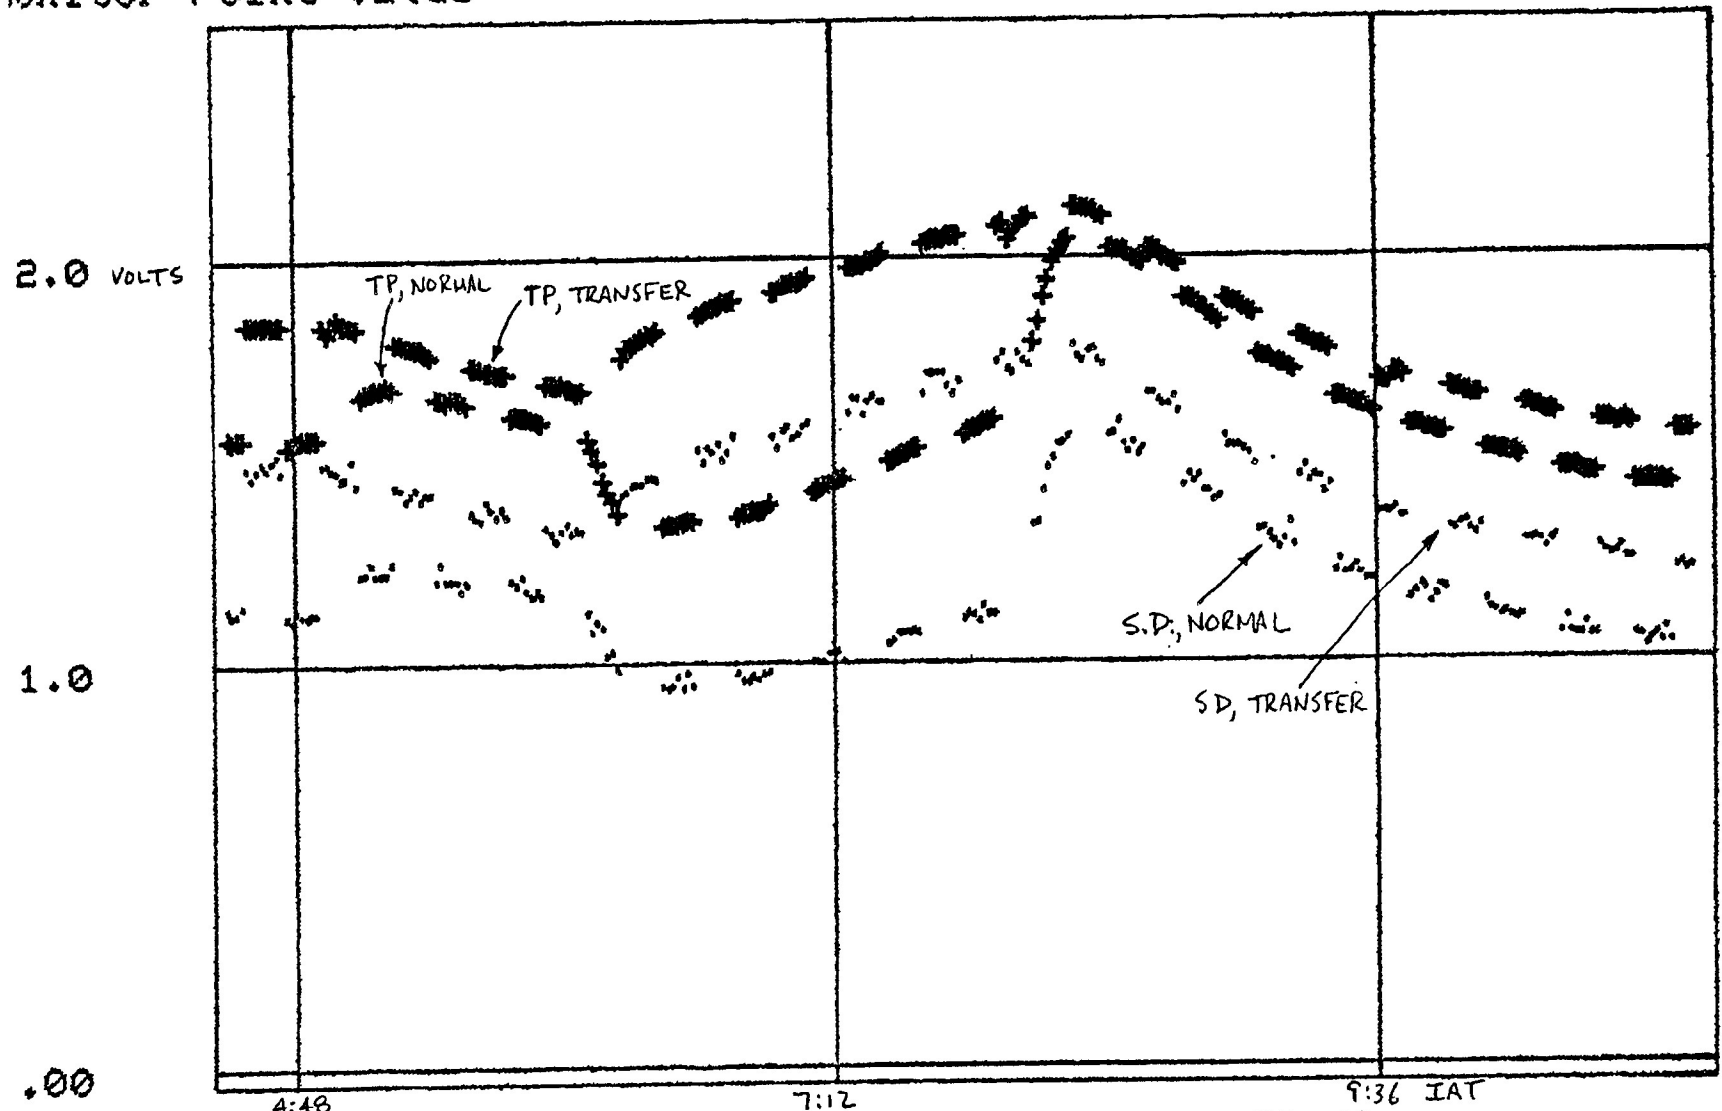 2.0 VOLTS
TP, NORMAL
TP, TRANSFER
S.D., NORMAL
1.0
SD, TRANSFER
.00
4:48
7:12
9:36 IAT